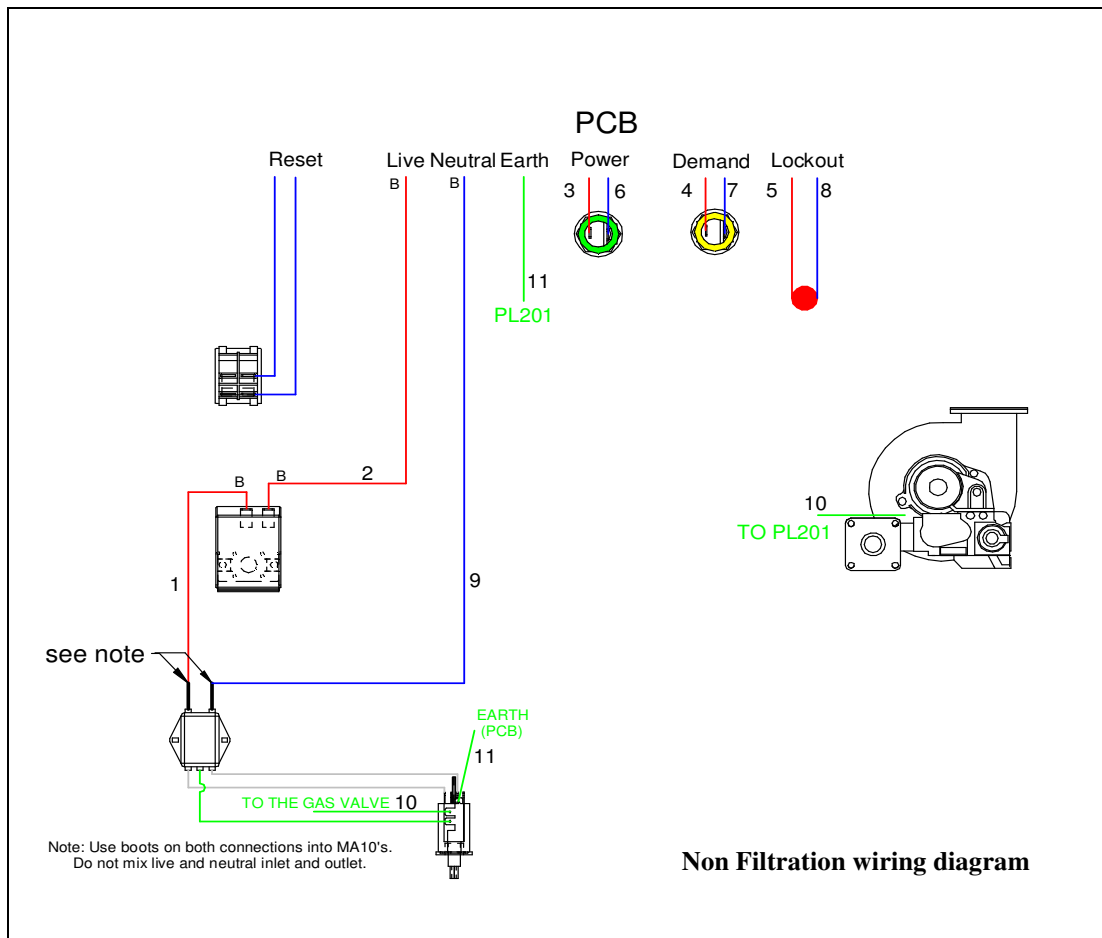 PCB
Reset Live Neutral Earth Power Demand Lockout
B B 3 6 4 7 5 8
11
PL201
B B 2
10
TO PL201
1 9
see note
EARTH
(PCB)
11
TO THE GAS VALVE 10
Note: Use boots on both connections into MA10's.
Do not mix live and neutral inlet and outlet.
Non Filtration wiring diagram